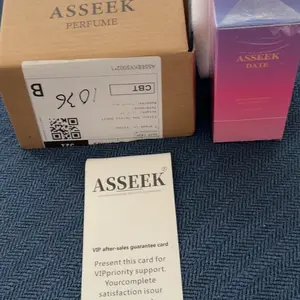 ASSEEK
PERFUME
CBT
B
1036
ASSEEK
DATE
ASSEEK
VIP after-sales guarantee card
Present this card for
VIPpriority support.
Yourcomplete
satisfaction isour